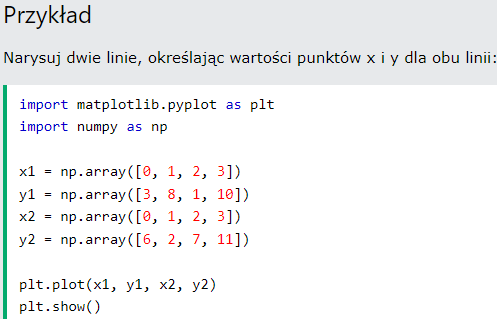 Przykład
Narysuj dwie linie, określając wartości punktów x i y dla obu linii:
import matplotlib.pyplot as plt
import numpy as np
x1 = np.array([0, 1, 2, 3])
y1 = np.array([3, 8, 1, 10])
x2 = np.array([0, 1, 2, 3])
y2 = np.array([6, 2, 7, 11])
plt.plot(x1, y1, x2, y2)
plt.show()